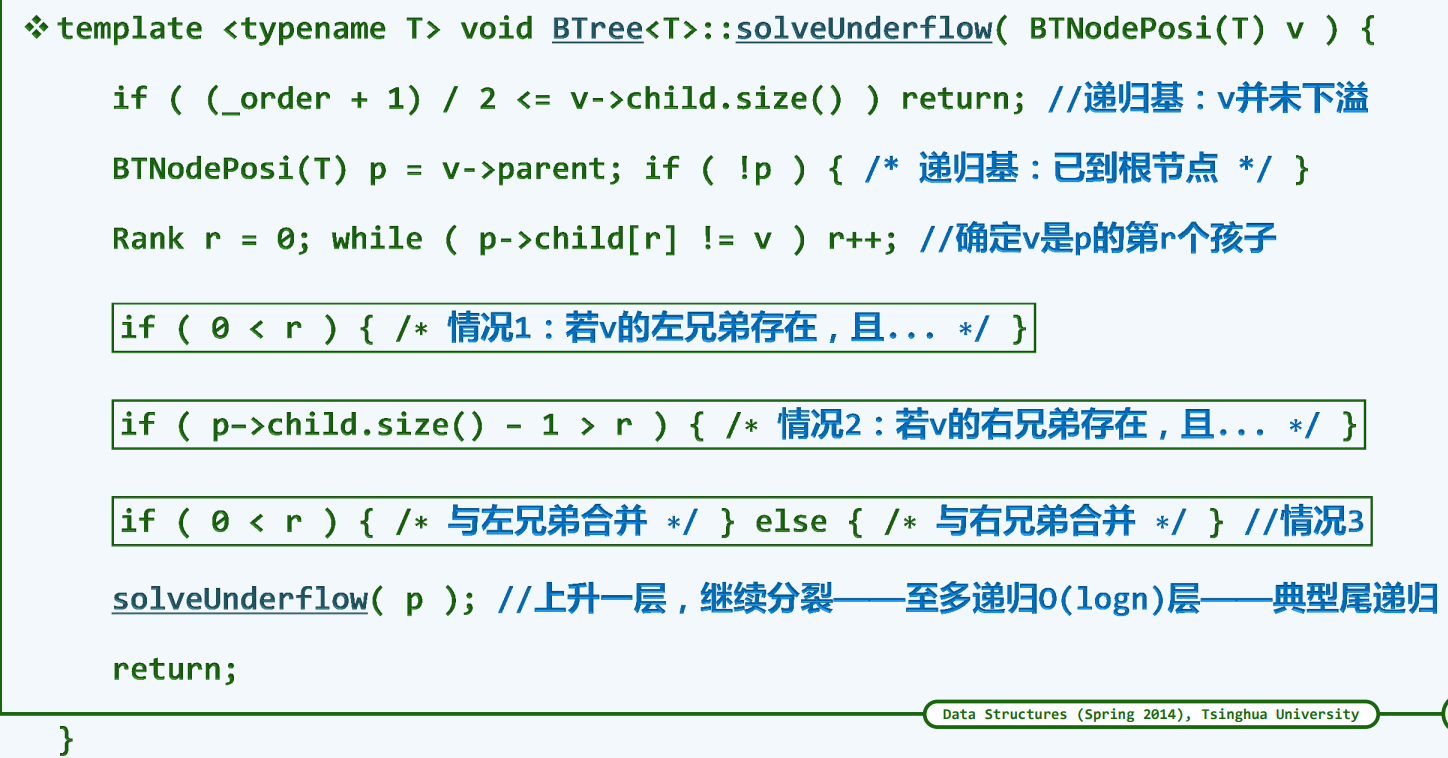 ❖ template <typename T> void BTree<T>::solveUnderflow( BTNodePosi(T) v ) {
if ( (_order + 1) / 2 <= v->child.size() ) return; //递归基：v并未下溢
BTNodePosi(T) p = v->parent; if ( !p ) { /* 递归基：已到根节点 */ }
Rank r = 0; while ( p->child[r] != v ) r++; //确定v是p的第r个孩子
if ( 0 < r ) { /* 情况1：若v的左兄弟存在，且... */ }
if ( p->child.size() - 1 > r ) { /* 情况2：若v的右兄弟存在，且... */ }
if ( 0 < r ) { /* 与左兄弟合并 */ } else { /* 与右兄弟合并 */ } //情况3
solveUnderflow( p ); //上升一层，继续分裂——至多递归O(logn)层——典型尾递归
return;
Data Structures (Spring 2014), Tsinghua University
}